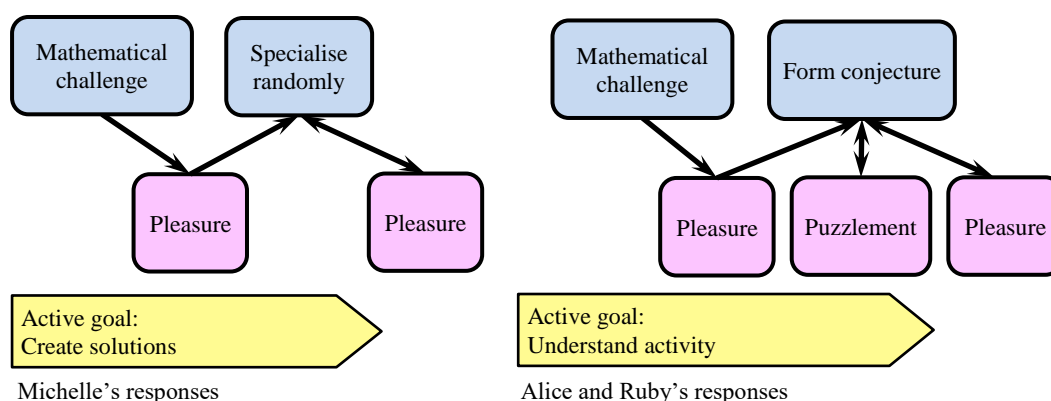 Mathematical
challenge
Specialise
randomly
Pleasure
Pleasure
Active goal:
Create solutions
Michelle’s responses
Mathematical
challenge
Form conjecture
Pleasure
Puzzlement
Pleasure
Active goal:
Understand activity
Alice and Ruby’s responses